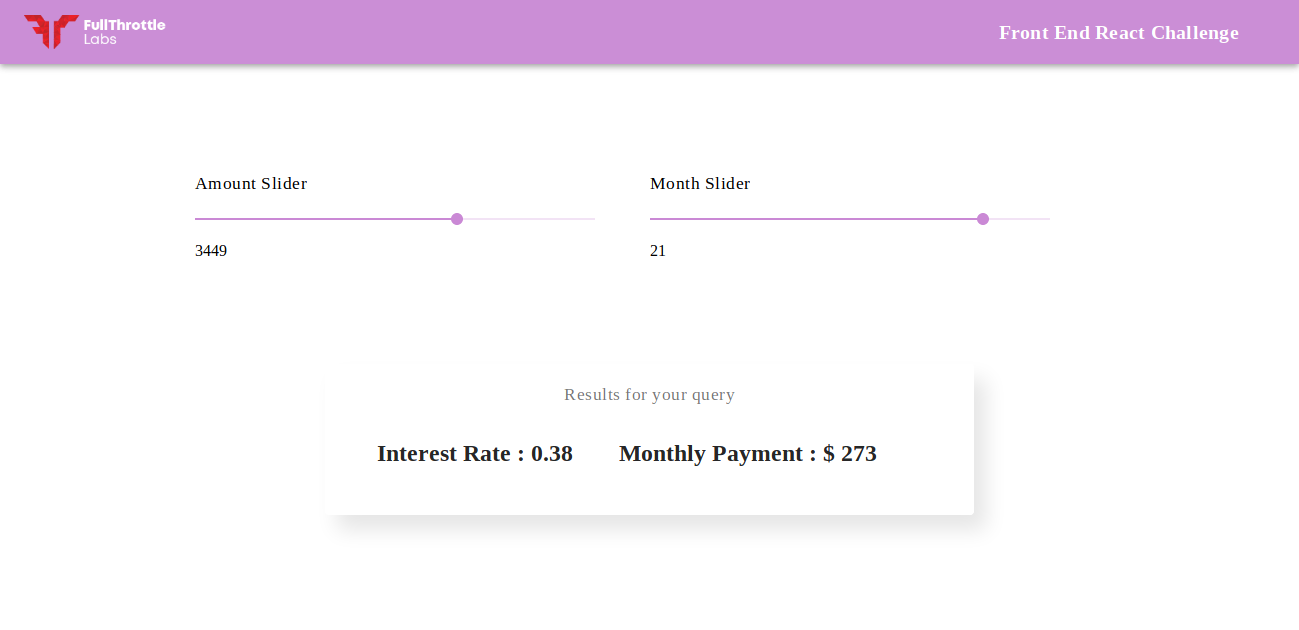 FullThrottle
Labs
Front End React Challenge
Amount Slider
Month Slider
3449
21
Results for your query
Interest Rate : 0.38
Monthly Payment : $ 273